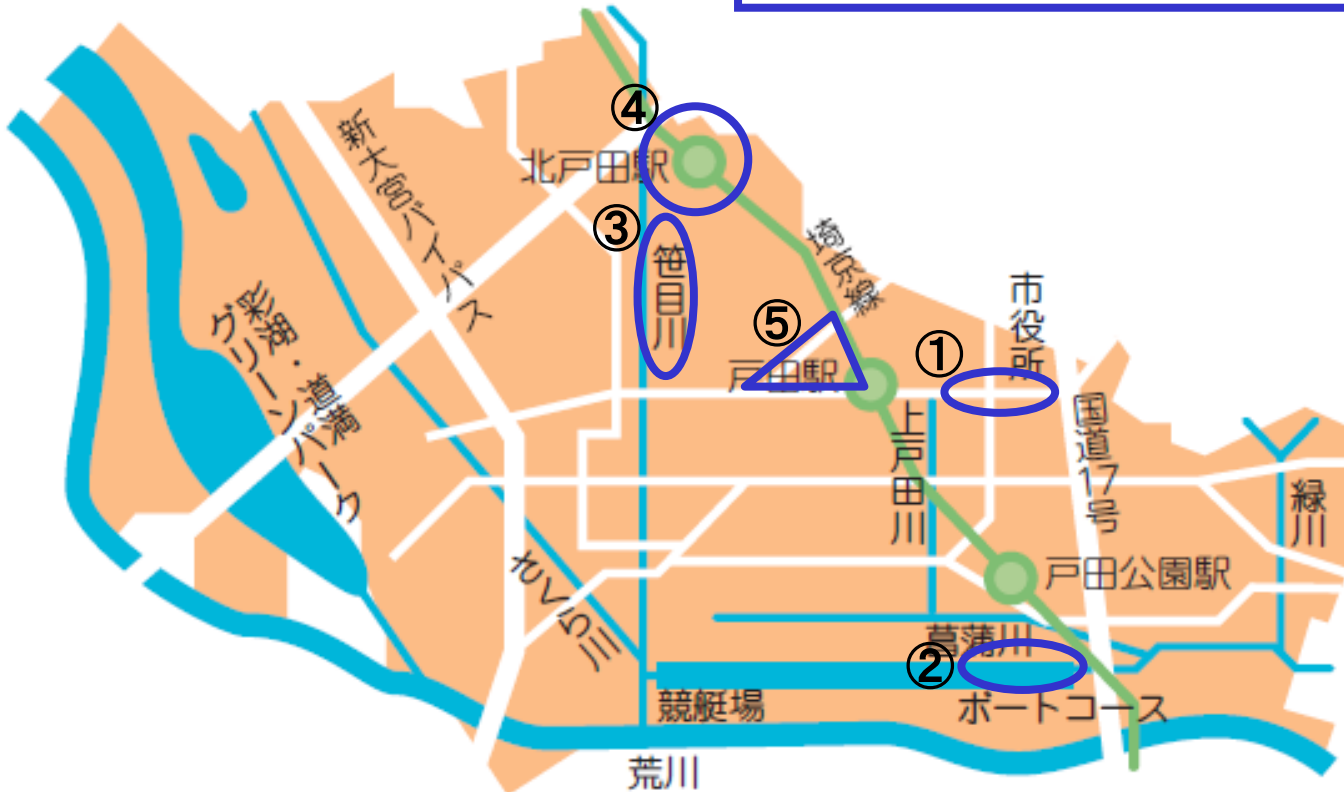 ④
北戸田駅
新大宮バイパス
③
笹目川
埼京線
彩湖・道満
グリーンパーク
⑤
戸田駅
①
市役所
国道17号
上戸田川
緑川
さくら川
戸田公園駅
菖蒲川
②
競艇場
ボートコース
荒川